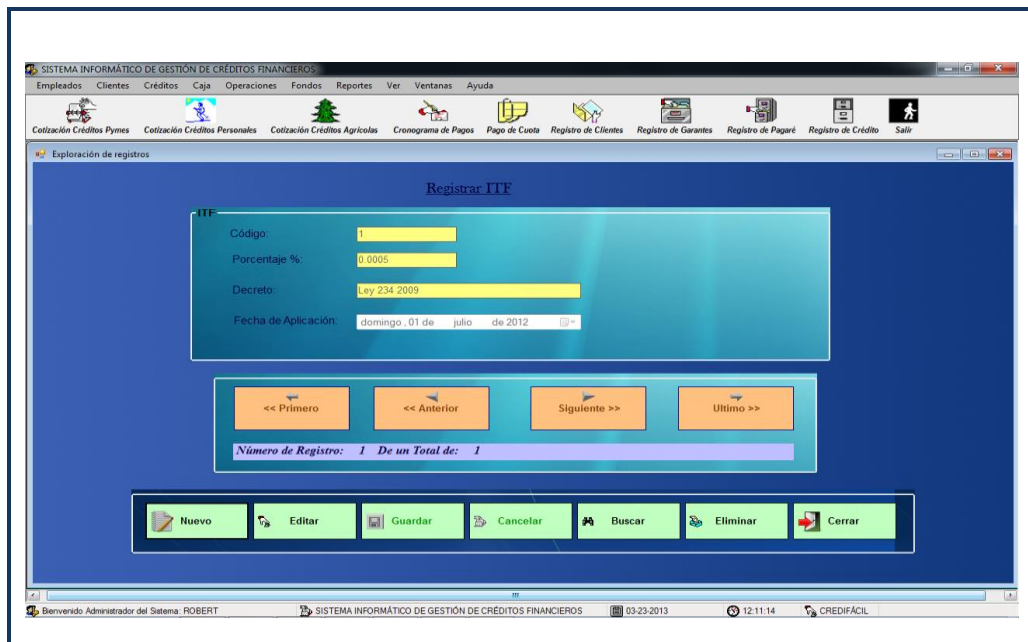 SISTEMA INFORMÁTICO DE GESTIÓN DE CRÉDITOS FINANCIEROS
Empleados Clientes Créditos Caja Operaciones Fondos Reportes Ver Ventanas Ayuda
Cotización Créditos Pymes Cotización Créditos Personales Cotización Créditos Agrícolas Cronograma de Pagos Pago de Cuota Registro de Clientes Registro de Garantes Registro de Pagaré Registro de Crédito Salir
Exploración de registros
Registrar ITF
ITF
Código: 1
Porcentaje %: 0.0005
Decreto: Ley 234 2009
Fecha de Aplicación: domingo , 01 de julio de 2012
<< Primero << Anterior Siguiente >> Ultimo >>
Número de Registro: 1 De un Total de: 1
Nuevo Editar Guardar Cancelar Buscar Eliminar Cerrar
Bienvenido Administrador del Sistema: ROBERT SISTEMA INFORMÁTICO DE GESTIÓN DE CRÉDITOS FINANCIEROS 03-23-2013 12:11:14 CREDIFÁCIL